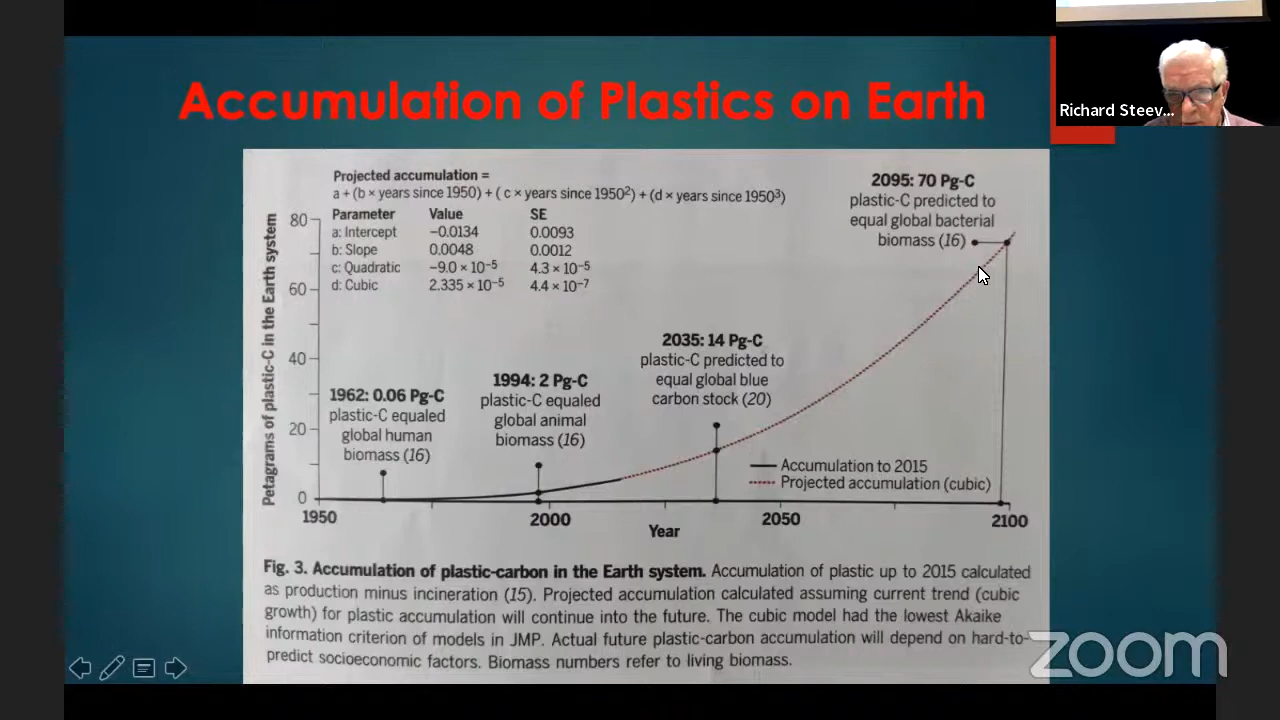 Accumulation of Plastics on Earth
Richard Steev...
Projected accumulation =
a + (b × years since 1950) + ( c × years since 1950²) + (d × years since 1950³)
Parameter Value SE
a: Intercept −0.0134 0.0093
b: Slope 0.0048 0.0012
c: Quadratic −9.0 × 10⁻⁵ 4.3 × 10⁻⁵
d: Cubic 2.335 × 10⁻⁵ 4.4 × 10⁻⁷
2095: 70 Pg-C
plastic-C predicted to
equal global bacterial
biomass (16)
2035: 14 Pg-C
plastic-C predicted to
equal global blue
carbon stock (20)
1994: 2 Pg-C
plastic-C equaled
global animal
biomass (16)
1962: 0.06 Pg-C
plastic-C equaled
global human
biomass (16)
Petagrams of plastic-C in the Earth system
80
60
40
20
0
Accumulation to 2015
Projected accumulation (cubic)
1950 2000 2050 2100
Year
Fig. 3. Accumulation of plastic-carbon in the Earth system. Accumulation of plastic up to 2015 calculated
as production minus incineration (15). Projected accumulation calculated assuming current trend (cubic
growth) for plastic accumulation will continue into the future. The cubic model had the lowest Akaike
information criterion of models in JMP. Actual future plastic-carbon accumulation will depend on hard-to-
predict socioeconomic factors. Biomass numbers refer to living biomass.
zoom